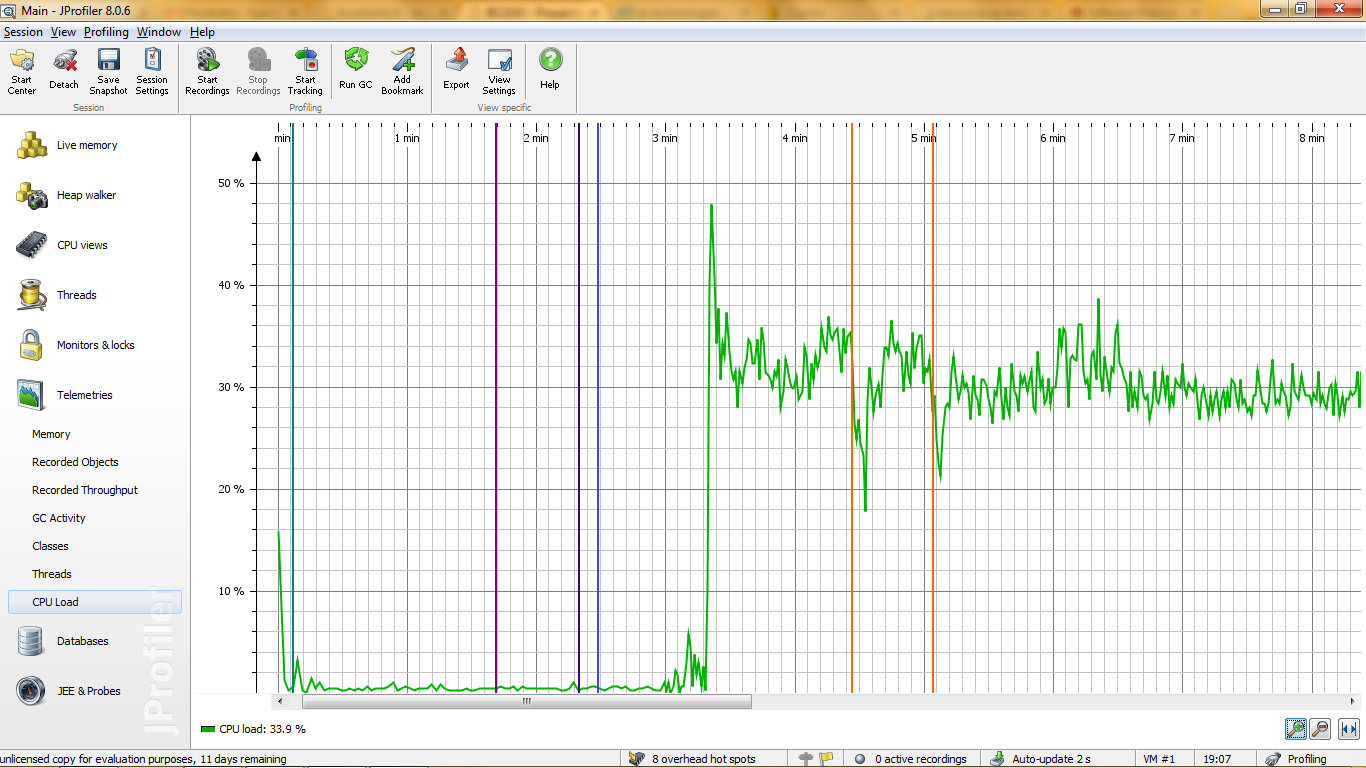 Main - JProfiler 8.0.6
Session View Profiling Window Help
Start Center
Detach
Save Snapshot
Session Settings
Start Recordings
Stop Recordings
Start Tracking
Run GC
Add Bookmark
Export
View Settings
Help
Session
Profiling
View specific
Live memory
Heap walker
CPU views
Threads
Monitors & locks
Telemetries
Memory
Recorded Objects
Recorded Throughput
GC Activity
Classes
Threads
CPU Load
Databases
JEE & Probes
JProfiler
min 1 min 2 min 3 min 4 min 5 min 6 min 7 min 8 min
50 %
40 %
30 %
20 %
10 %
CPU load: 33.9 %
unlicensed copy for evaluation purposes, 11 days remaining
8 overhead hot spots
0 active recordings
Auto-update 2 s
VM #1
19:07
Profiling